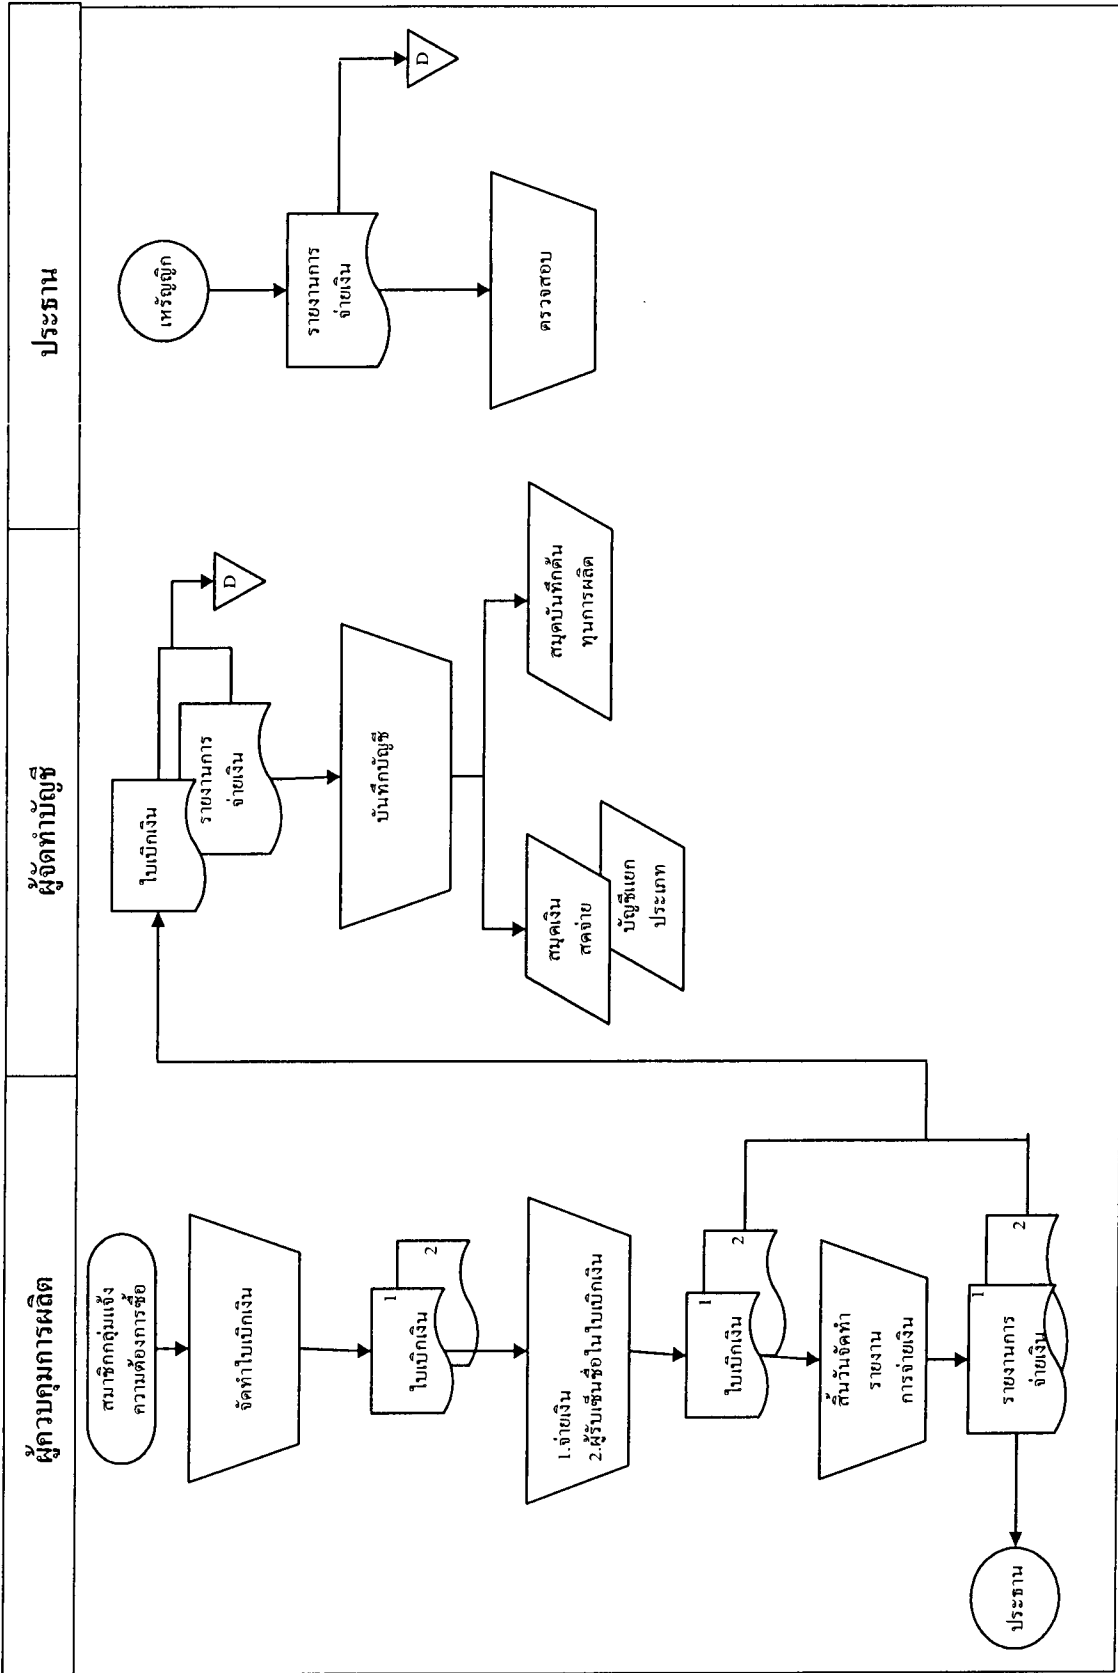 ผู้ควบคุมการผลิต
ผู้จัดทำบัญชี
ประธาน
สมาชิกกลุ่มแจ้ง
ความต้องการซื้อ
จัดทำใบเบิกเงิน
1
2
ใบเบิกเงิน
1.จ่ายเงิน
2.ผู้รับเซ็นชื่อในใบเบิกเงิน
1
2
ใบเบิกเงิน
สิ้นวันจัดทำ
รายงาน
การจ่ายเงิน
1
2
รายงานการ
จ่ายเงิน
ประธาน
ใบเบิกเงิน
รายงานการ
จ่ายเงิน
D
บันทึกบัญชี
สมุดเงิน
สดจ่าย
บัญชีแยก
ประเภท
สมุดบันทึกต้น
ทุนการผลิต
เหรัญญิก
รายงานการ
จ่ายเงิน
D
ตรวจสอบ